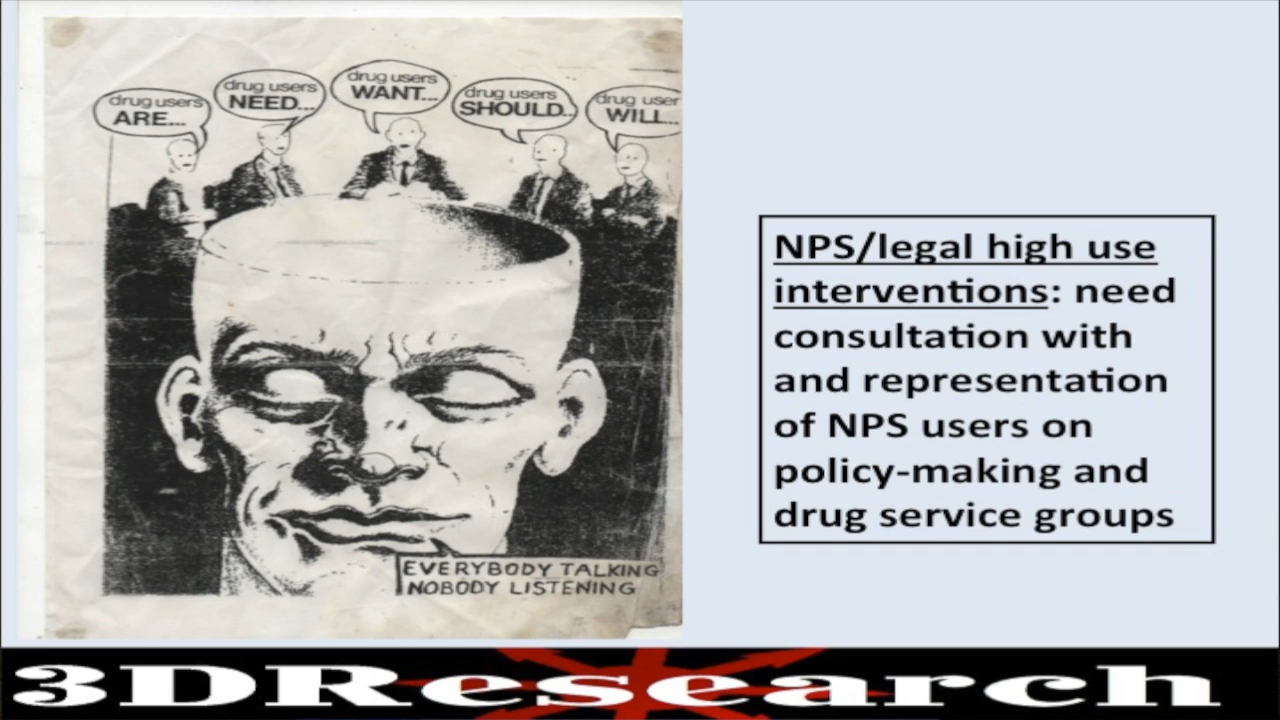 drug users
ARE...
drug users
NEED...
drug users
WANT...
drug users
SHOULD..
drug user
WILL...
EVERYBODY TALKING
NOBODY LISTENING
NPS/legal high use
interventions: need
consultation with
and representation
of NPS users on
policy-making and
drug service groups
3DResearch